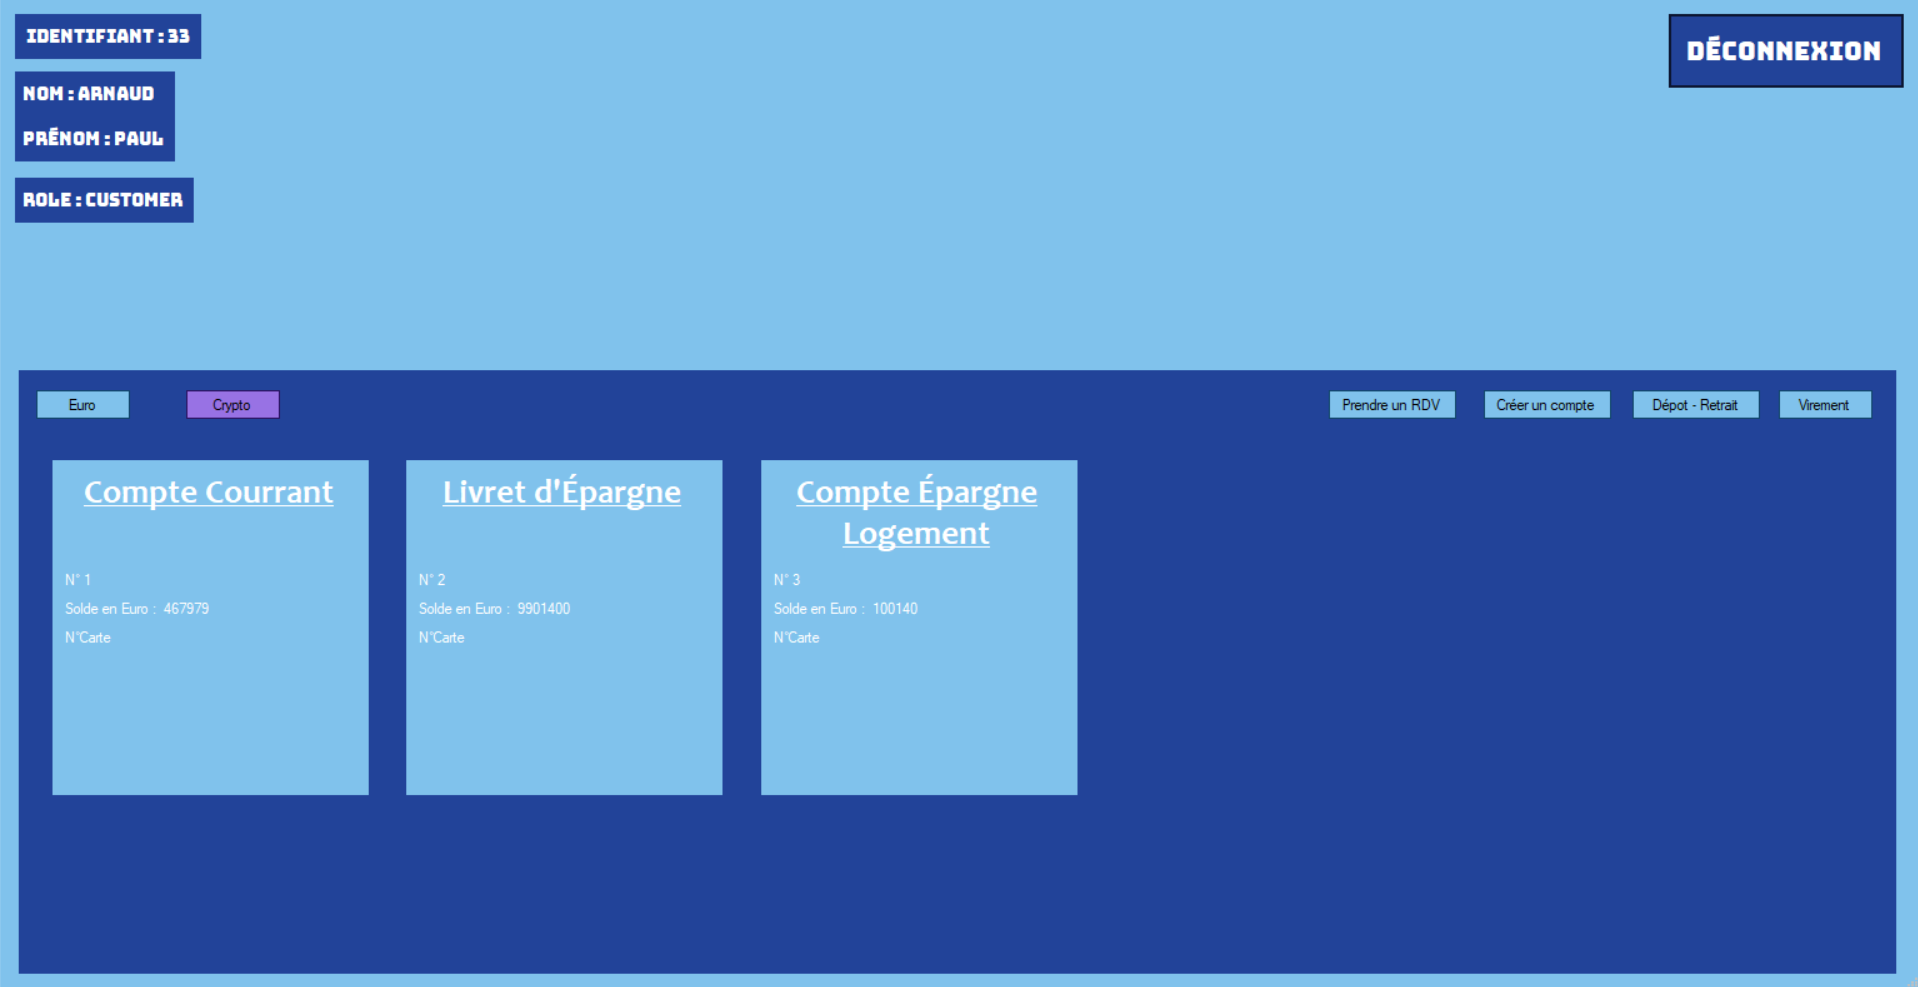 IDENTIFIANT : 33
DÉCONNEXION
NOM : ARNAUD
PRÉNOM : PAUL
ROLE : CUSTOMER
Euro
Crypto
Prendre un RDV
Créer un compte
Dépot - Retrait
Virement
Compte Courrant
N° 1
Solde en Euro : 467979
N°Carte
Livret d'Épargne
N° 2
Solde en Euro : 9901400
N°Carte
Compte Épargne
Logement
N° 3
Solde en Euro : 100140
N°Carte